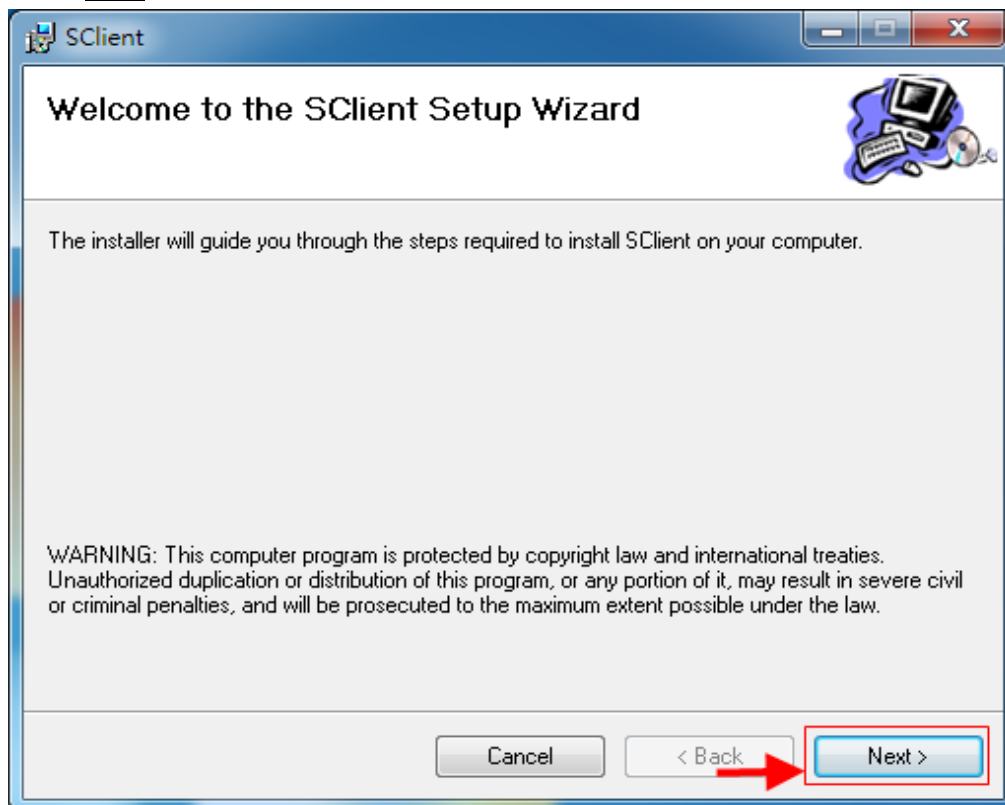 SClient
Welcome to the SClient Setup Wizard
The installer will guide you through the steps required to install SClient on your computer.
WARNING: This computer program is protected by copyright law and international treaties.
Unauthorized duplication or distribution of this program, or any portion of it, may result in severe civil
or criminal penalties, and will be prosecuted to the maximum extent possible under the law.
Cancel < Back Next >